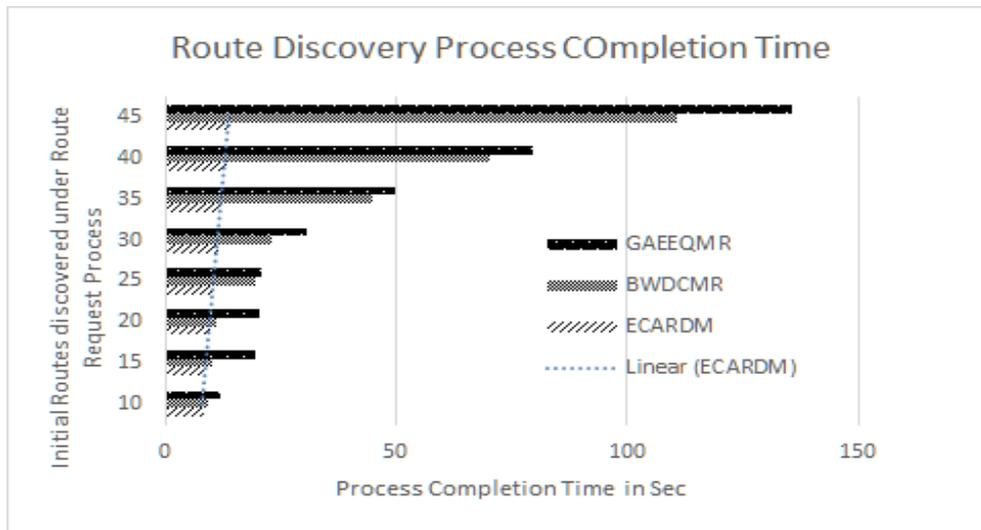 Route Discovery Process COmpletion Time
Initial Routes discovered under Route
Request Process
45
40
35
30
25
20
15
10
GAEEQMR
BWDCMR
ECARDM
Linear (ECARDM)
0
50
100
150
Process Completion Time in Sec